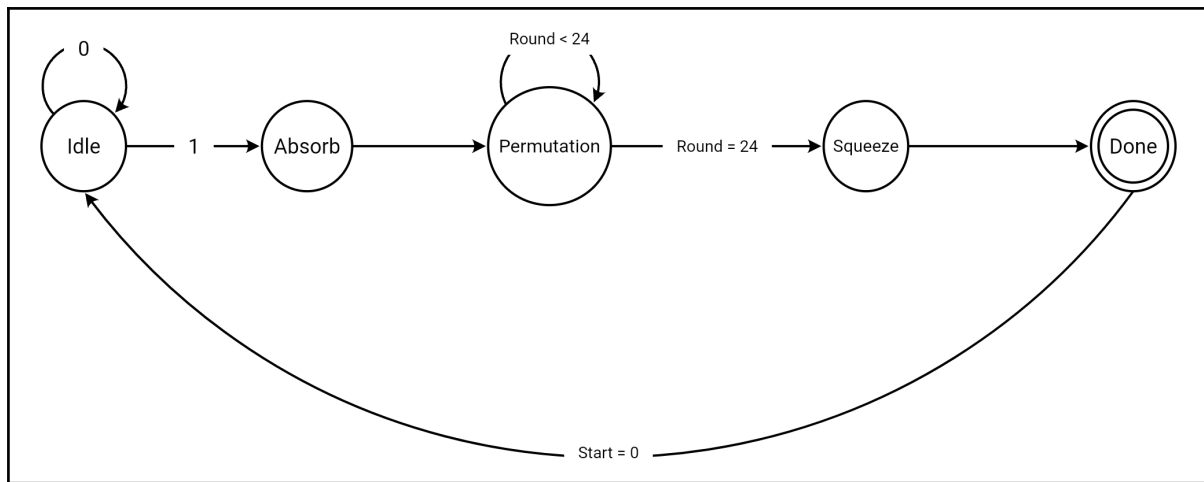 0
Round < 24
Idle
1
Absorb
Permutation
Round = 24
Squeeze
Done
Start = 0